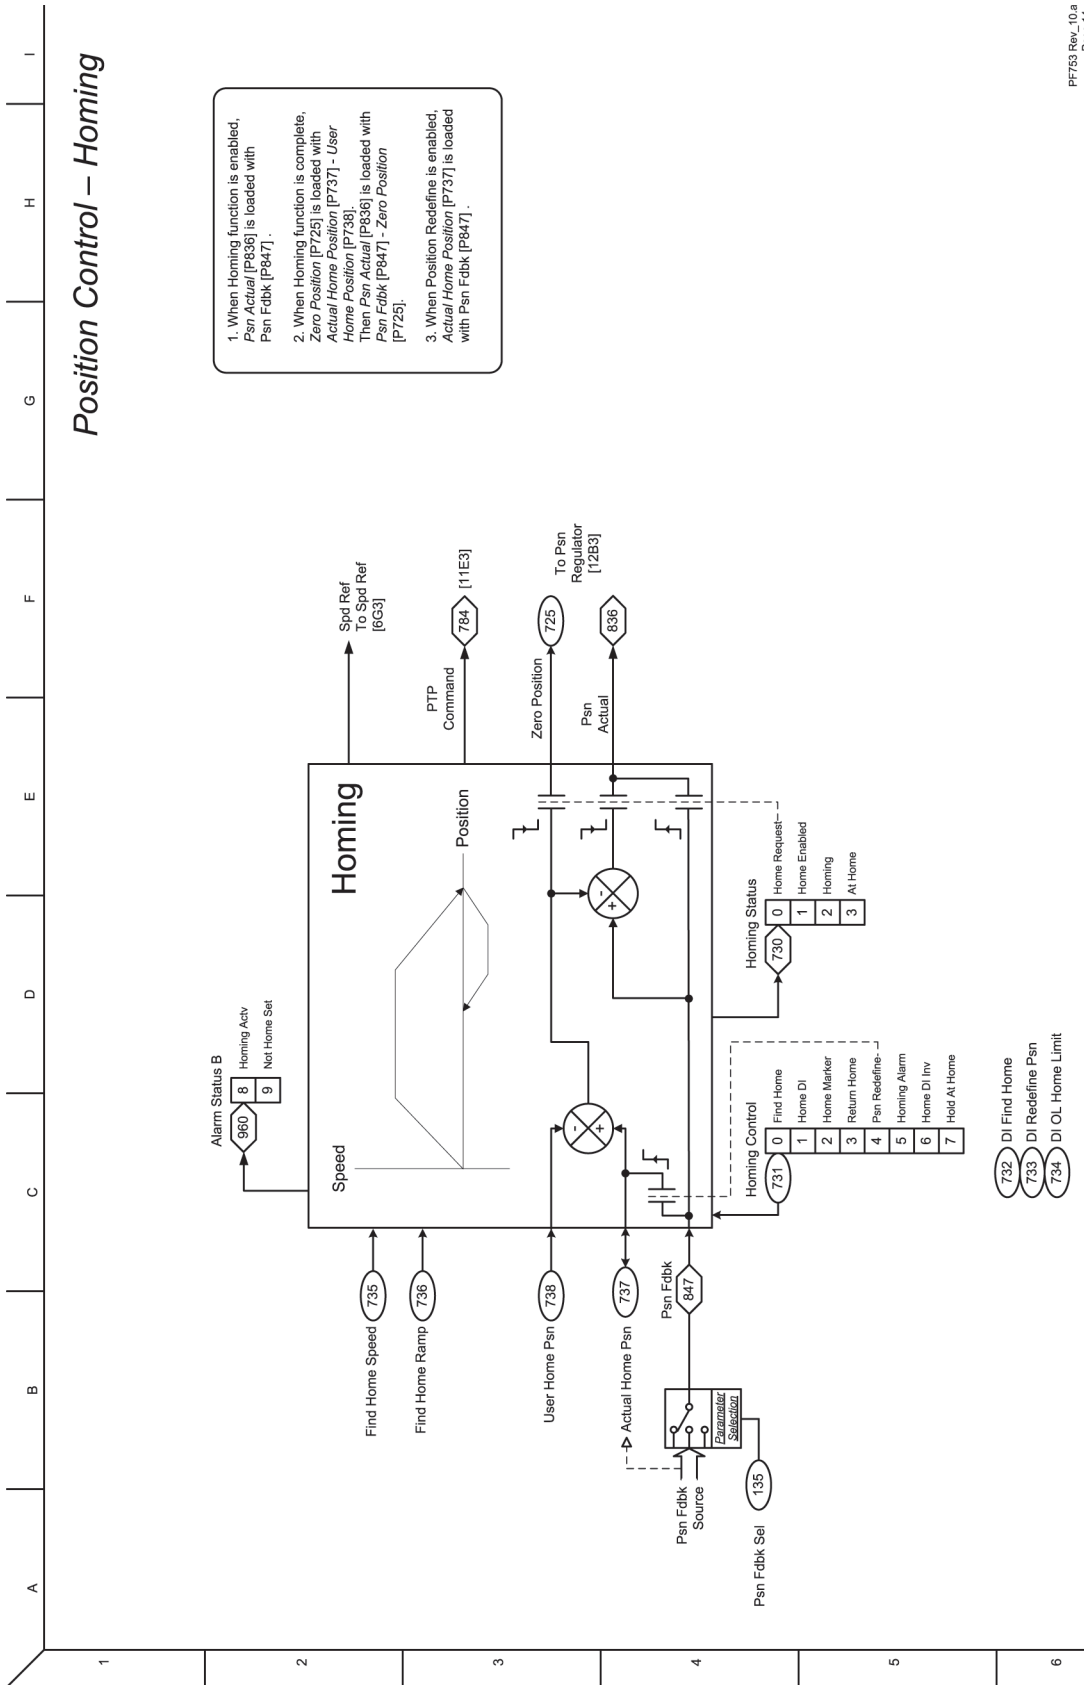 A
B
C
D
E
F
G
H
I
1
2
3
4
5
6
Position Control – Homing
1. When Homing function is enabled,
Psn Actual [P836] is loaded with
Psn Fdbk [P847] .
2. When Homing function is complete,
Zero Position [P725] is loaded with
Actual Home Position [P737] - User
Home Position [P738].
Then Psn Actual [P836] is loaded with
Psn Fdbk [P847] - Zero Position
[P725].
3. When Position Redefine is enabled,
Actual Home Position [P737] is loaded
with Psn Fdbk [P847] .
Alarm Status B
960
8 Homing Actv
9 Not Home Set
Spd Ref
To Spd Ref
[6G3]
Find Home Speed
735
Find Home Ramp
736
Speed
Homing
Position
PTP
Command
784
[11E3]
User Home Psn
738
-
+
Zero Position
725
To Psn
Regulator
[12B3]
Actual Home Psn
737
+
-
Psn
Actual
836
Psn Fdbk
Source
Parameter
Selection
Psn Fdbk
847
Psn Fdbk Sel
135
Homing Control
731
0 Find Home
1 Home DI
2 Home Marker
3 Return Home
4 Psn Redefine
5 Homing Alarm
6 Home DI Inv
7 Hold At Home
Homing Status
730
0 Home Request
1 Home Enabled
2 Homing
3 At Home
732 DI Find Home
733 DI Redefine Psn
734 DI OL Home Limit
PF753 Rev_10.a